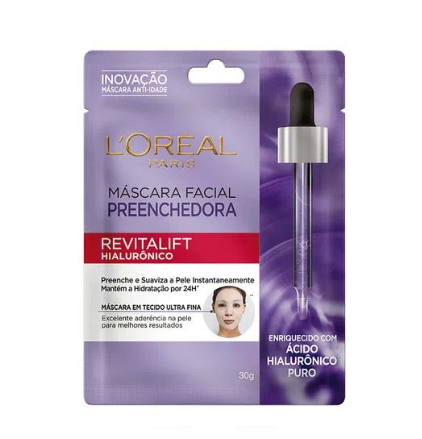 INOVAÇÃO
MÁSCARA ANTI-IDADE
L'ORÉAL
PARIS
MÁSCARA FACIAL
PREENCHEDORA
REVITALIFT
HIALURÔNICO
Preenche e Suaviza a Pele Instantaneamente
Mantém a Hidratação por 24H*
MÁSCARA EM TECIDO ULTRA FINA
Excelente aderência na pele
para melhores resultados
30g
ENRIQUECIDO COM
ÁCIDO
HIALURÔNICO
PURO